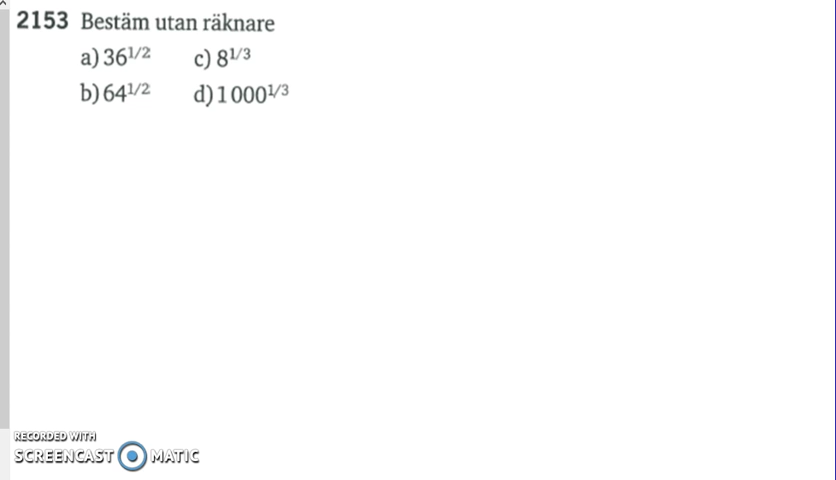 2153 Bestäm utan räknare
a) 36^1/2 c) 8^1/3
b) 64^1/2 d) 1 000^1/3
RECORDED WITH
SCREENCAST MATIC